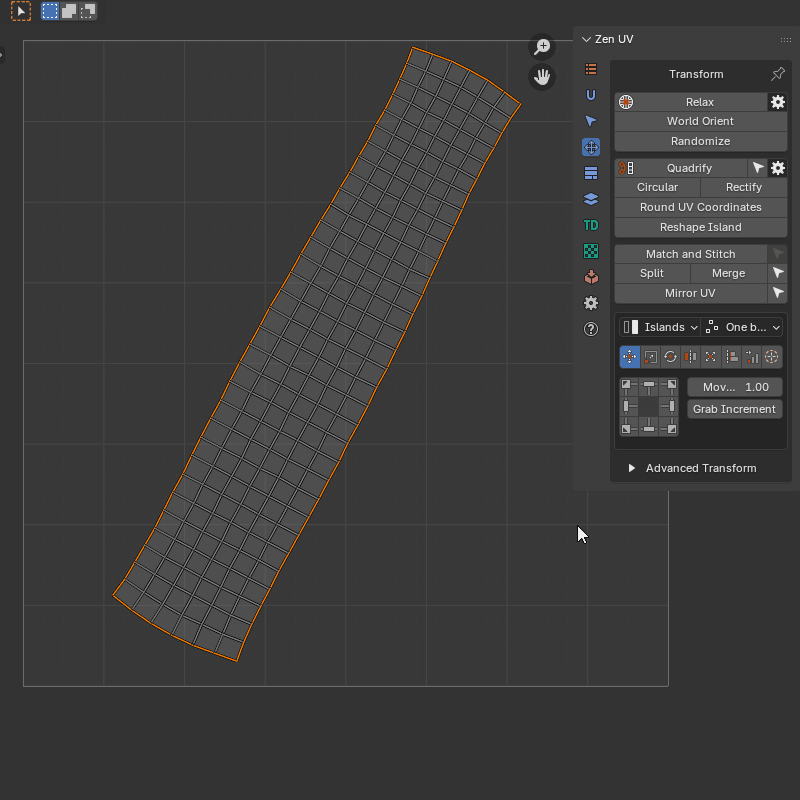 Zen UV
Transform
Relax
World Orient
Randomize
Quadrify
Circular Rectify
Round UV Coordinates
Reshape Island
Match and Stitch
Split Merge
Mirror UV
Islands One b...
Mov... 1.00
Grab Increment
Advanced Transform
U
TD